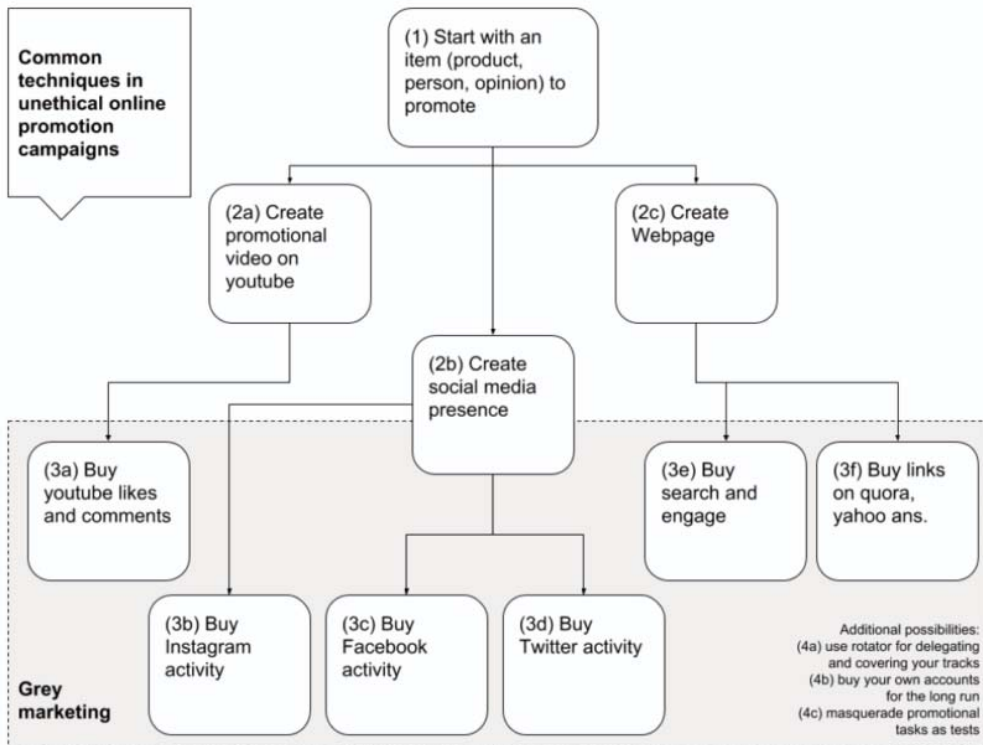 Common
techniques in
unethical online
promotion
campaigns
(1) Start with an
item (product,
person, opinion) to
promote
(2a) Create
promotional
video on
youtube
(2c) Create
Webpage
(2b) Create
social media
presence
(3a) Buy
youtube likes
and comments
(3e) Buy
search and
engage
(3f) Buy links
on quora,
yahoo ans.
(3b) Buy
Instagram
activity
(3c) Buy
Facebook
activity
(3d) Buy
Twitter activity
Additional possibilities:
(4a) use rotator for delegating
and covering your tracks
(4b) buy your own accounts
for the long run
(4c) masquerade promotional
tasks as tests
Grey
marketing